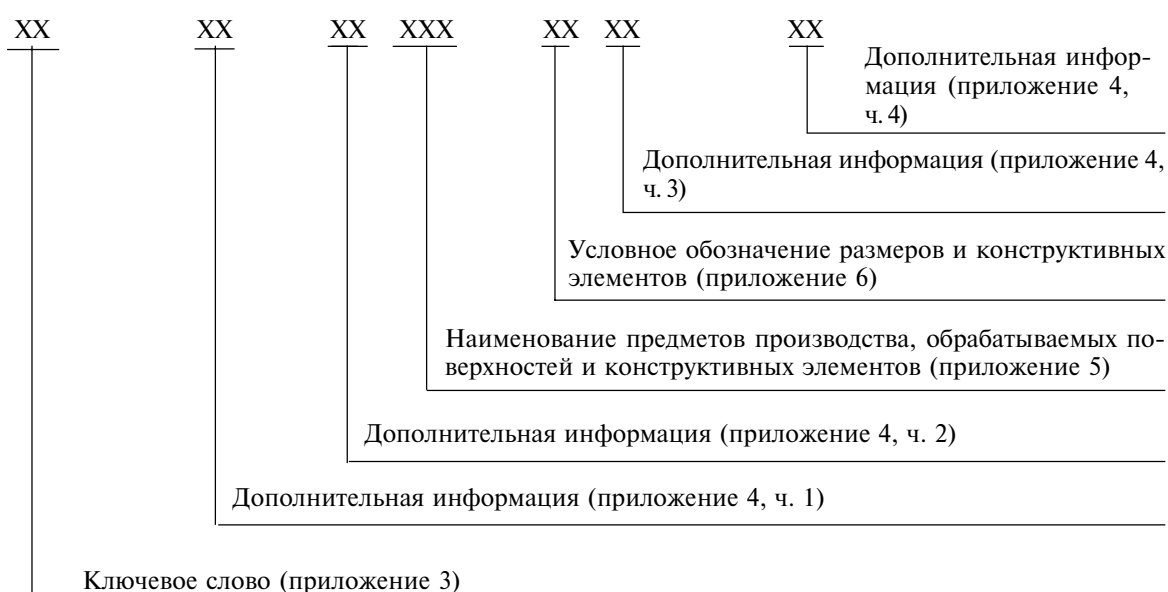 XX XX XX XXX XX XX XX
Дополнительная инфор-
мация (приложение 4,
ч. 4)
Дополнительная информация (приложение 4,
ч. 3)
Условное обозначение размеров и конструктивных
элементов (приложение 6)
Наименование предметов производства, обрабатываемых по-
верхностей и конструктивных элементов (приложение 5)
Дополнительная информация (приложение 4, ч. 2)
Дополнительная информация (приложение 4, ч. 1)
Ключевое слово (приложение 3)